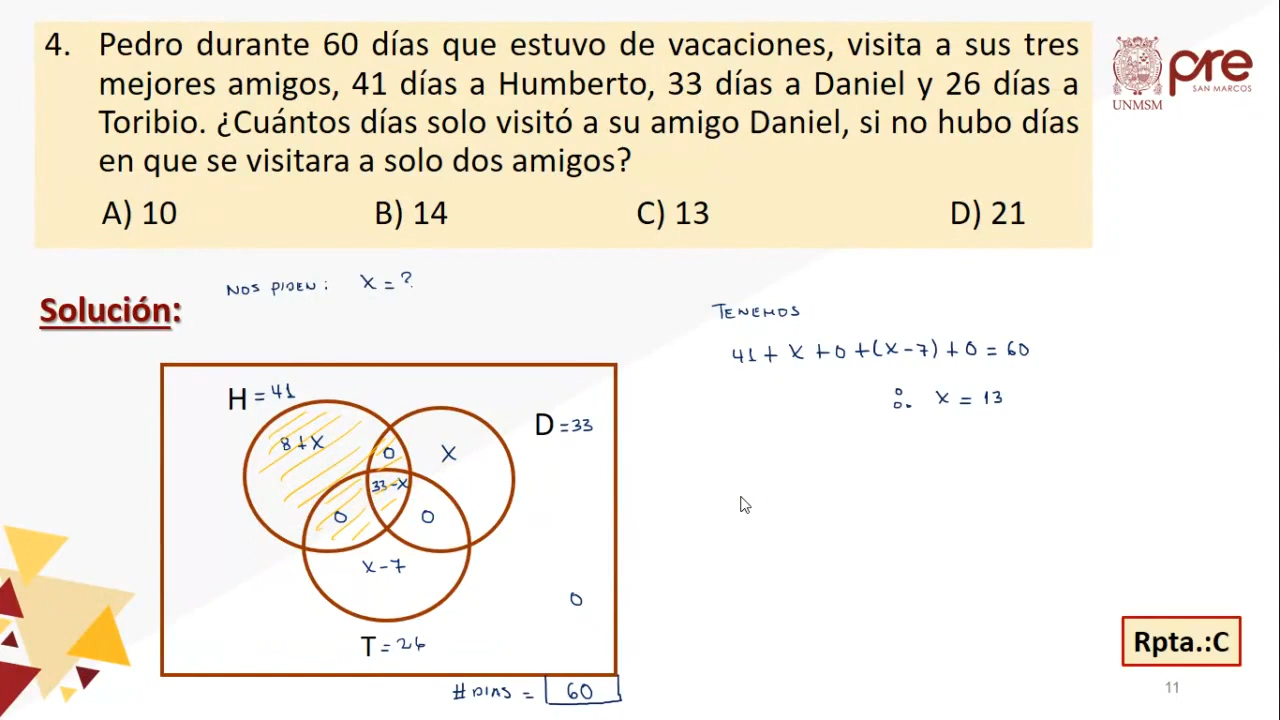 4. Pedro durante 60 días que estuvo de vacaciones, visita a sus tres
mejores amigos, 41 días a Humberto, 33 días a Daniel y 26 días a
Toribio. ¿Cuántos días solo visitó a su amigo Daniel, si no hubo días
en que se visitara a solo dos amigos?
A) 10 B) 14 C) 13 D) 21
UNMSM
pre
SAN MARCOS
NOS PIDEN: X = ?
Solución:
TENEMOS
41 + X + 0 + (X - 7) + 0 = 60
∴ X = 13
H = 41
D = 33
8 + X
0
X
33 - X
0
0
X - 7
0
T = 26
# DIAS = 60
Rpta.:C
11